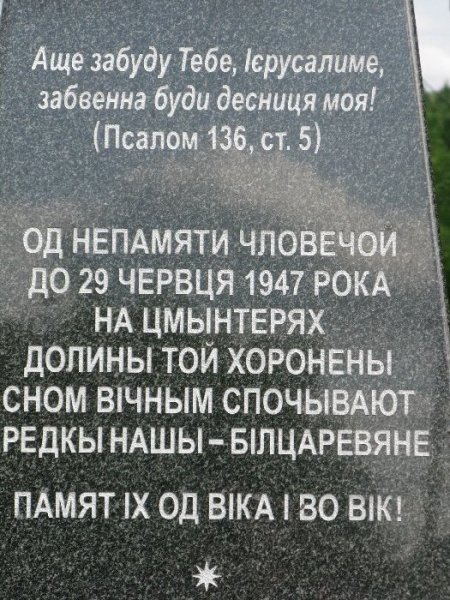 Аще забуду Тебе, Ієрусалиме,
забвенна буди десниця моя!
(Псалом 136, ст. 5)
ОД НЕПАМЯТИ ЧЛОВЕЧОИ
ДО 29 ЧЕРВЦЯ 1947 РОКА
НА ЦМЫНТЕРЯХ
ДОЛИНЫ ТОЙ ХОРОНЕНЫ
СНОМ ВІЧНЫМ СПОЧЫВАЮТ
РЕДКЫ НАШЫ – БІЛЦАРЕВЯНЕ
ПАМЯТ ІХ ОД ВІКА І ВО ВІК!